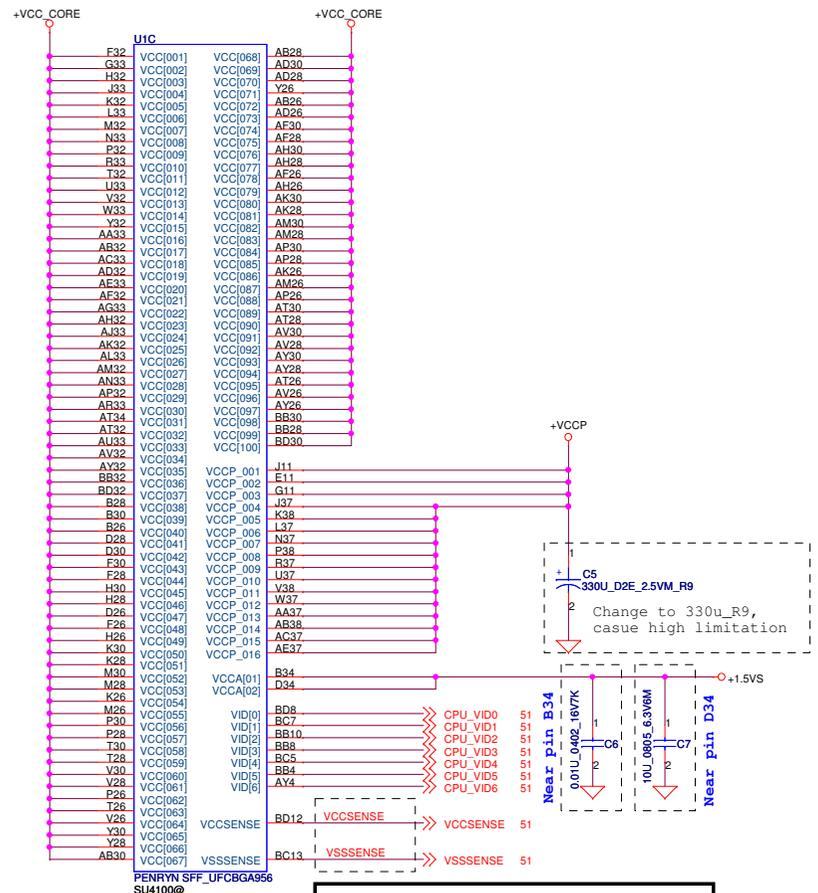 +VCC_CORE +VCC_CORE
U1C
F32 VCC[001] VCC[068] AB28
G33 VCC[002] VCC[069] AD30
H32 VCC[003] VCC[070] AD28
J33 VCC[004] VCC[071] Y26
K32 VCC[005] VCC[072] AB26
L33 VCC[006] VCC[073] AD26
M32 VCC[007] VCC[074] AF30
N33 VCC[008] VCC[075] AF28
P32 VCC[009] VCC[076] AH30
R33 VCC[010] VCC[077] AH28
T32 VCC[011] VCC[078] AF26
U33 VCC[012] VCC[079] AH26
V32 VCC[013] VCC[080] AK30
W33 VCC[014] VCC[081] AK28
Y32 VCC[015] VCC[082] AM30
AA33 VCC[016] VCC[083] AM28
AB32 VCC[017] VCC[084] AP30
AC33 VCC[018] VCC[085] AP28
AD32 VCC[019] VCC[086] AK26
AE33 VCC[020] VCC[087] AM26
AF32 VCC[021] VCC[088] AP26
AG33 VCC[022] VCC[089] AT30
AH32 VCC[023] VCC[090] AT28
AJ33 VCC[024] VCC[091] AV30
AK32 VCC[025] VCC[092] AV28
AL33 VCC[026] VCC[093] AY30
AM32 VCC[027] VCC[094] AY28
AN33 VCC[028] VCC[095] AT26
AP32 VCC[029] VCC[096] AV26
AR33 VCC[030] VCC[097] AY26
AT34 VCC[031] VCC[098] BB30
AT32 VCC[032] VCC[099] BB28
AU33 VCC[033] VCC[100] BD30
AV32 VCC[034]
AY32 VCC[035] VCCP_001 J11
BB32 VCC[036] VCCP_002 E11
BD32 VCC[037] VCCP_003 G11
B28 VCC[038] VCCP_004 J37
B30 VCC[039] VCCP_005 K38
B26 VCC[040] VCCP_006 L37
D28 VCC[041] VCCP_007 N37
D30 VCC[042] VCCP_008 P38
F30 VCC[043] VCCP_009 R37
F28 VCC[044] VCCP_010 U37
H30 VCC[045] VCCP_011 V38
H28 VCC[046] VCCP_012 W37
D26 VCC[047] VCCP_013 AA37
F26 VCC[048] VCCP_014 AB38
H26 VCC[049] VCCP_015 AC37
K30 VCC[050] VCCP_016 AE37
K28 VCC[051]
M30 VCC[052] VCCA[01] B34
M28 VCC[053] VCCA[02] D34
K26 VCC[054]
M26 VCC[055] VID[0] BD8 CPU_VID0 51
P30 VCC[056] VID[1] BC7 CPU_VID1 51
P28 VCC[057] VID[2] BB10 CPU_VID2 51
T30 VCC[058] VID[3] BB8 CPU_VID3 51
T28 VCC[059] VID[4] BC5 CPU_VID4 51
V30 VCC[060] VID[5] BB4 CPU_VID5 51
V28 VCC[061] VID[6] AY4 CPU_VID6 51
P26 VCC[062]
T26 VCC[063]
V26 VCC[064] VCCSENSE BD12 VCCSENSE VCCSENSE 51
Y30 VCC[065]
Y28 VCC[066]
AB30 VCC[067] VSSSENSE BC13 VSSSENSE VSSSENSE 51
PENRYN SFF_UFCBGA956
SU4100@
+VCCP
1
+ C5
330U_D2E_2.5VM_R9
2
Change to 330u_R9,
casue high limitation
+1.5VS
Near pin B34
0.01U_0402_16V7K
1
C6
2
10U_0805_6.3V6M
1
C7
2
Near pin D34